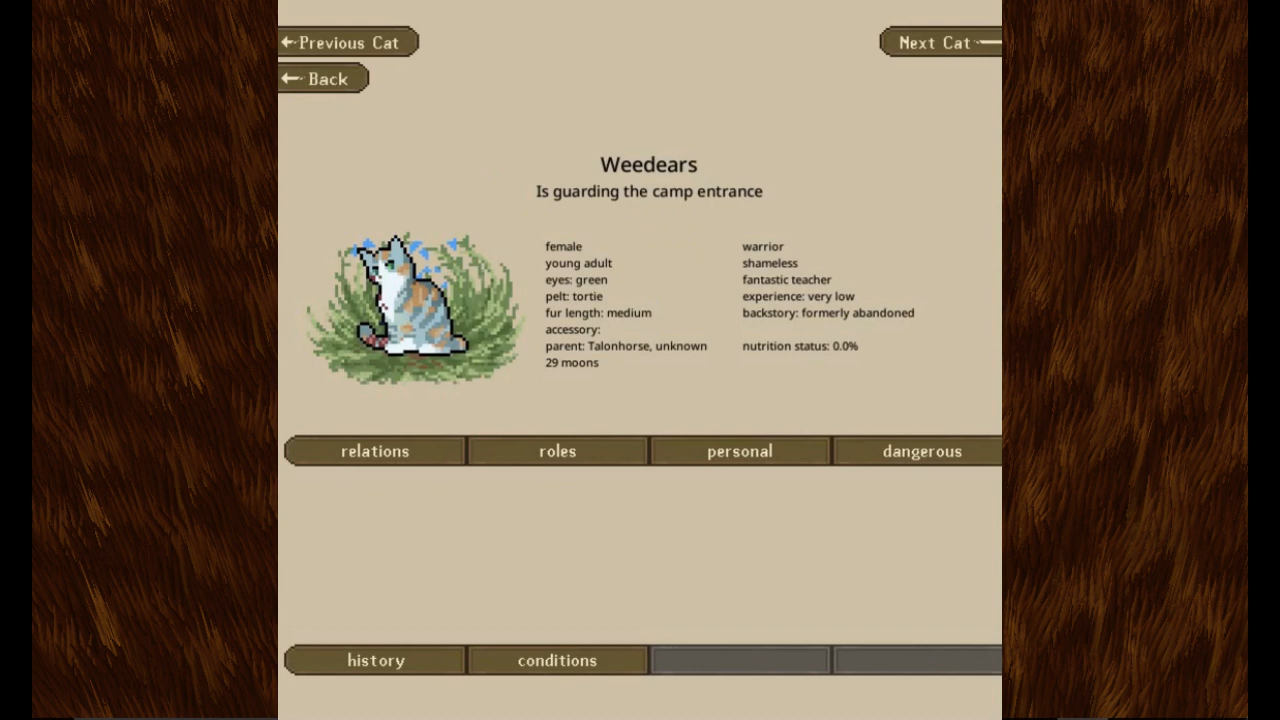 Previous Cat
Next Cat
Back
Weedears
Is guarding the camp entrance
female
young adult
eyes: green
pelt: tortie
fur length: medium
accessory:
parent: Talonhorse, unknown
29 moons
warrior
shameless
fantastic teacher
experience: very low
backstory: formerly abandoned
nutrition status: 0.0%
relations
roles
personal
dangerous
history
conditions